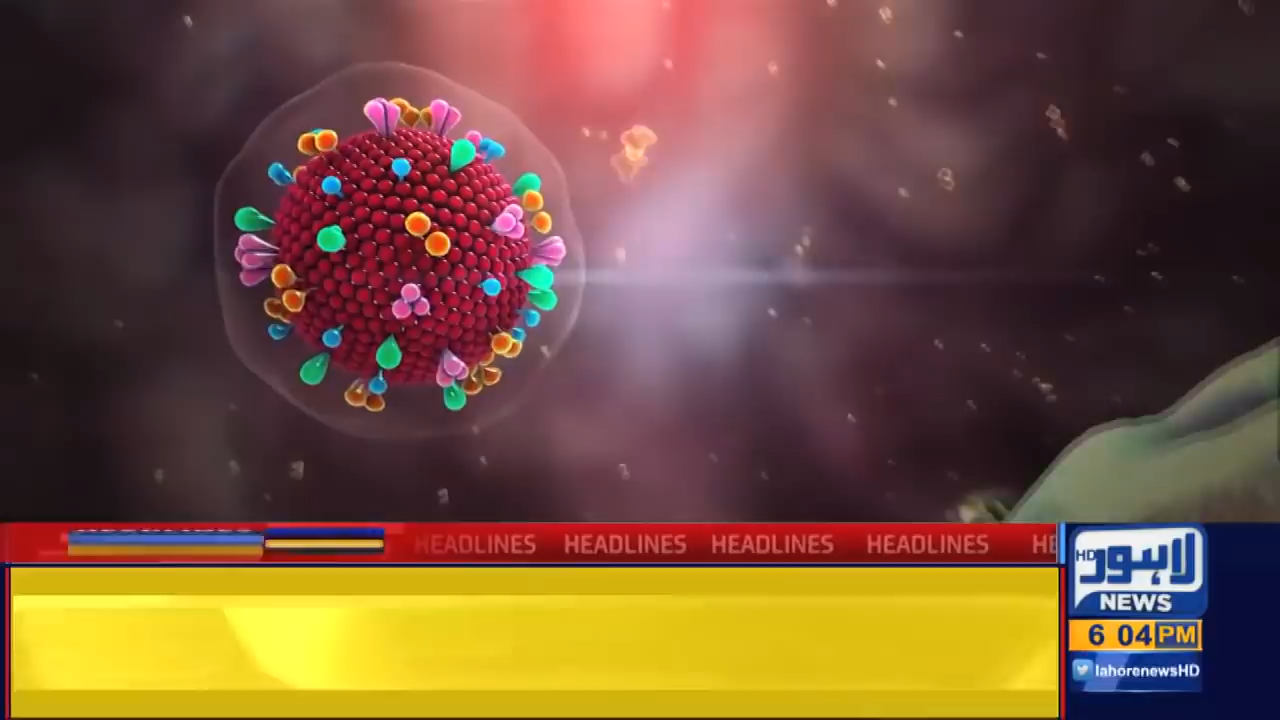 HEADLINES HEADLINES HEADLINES HEADLINES
HD
لاہور
NEWS
6 04 PM
lahorenewsHD